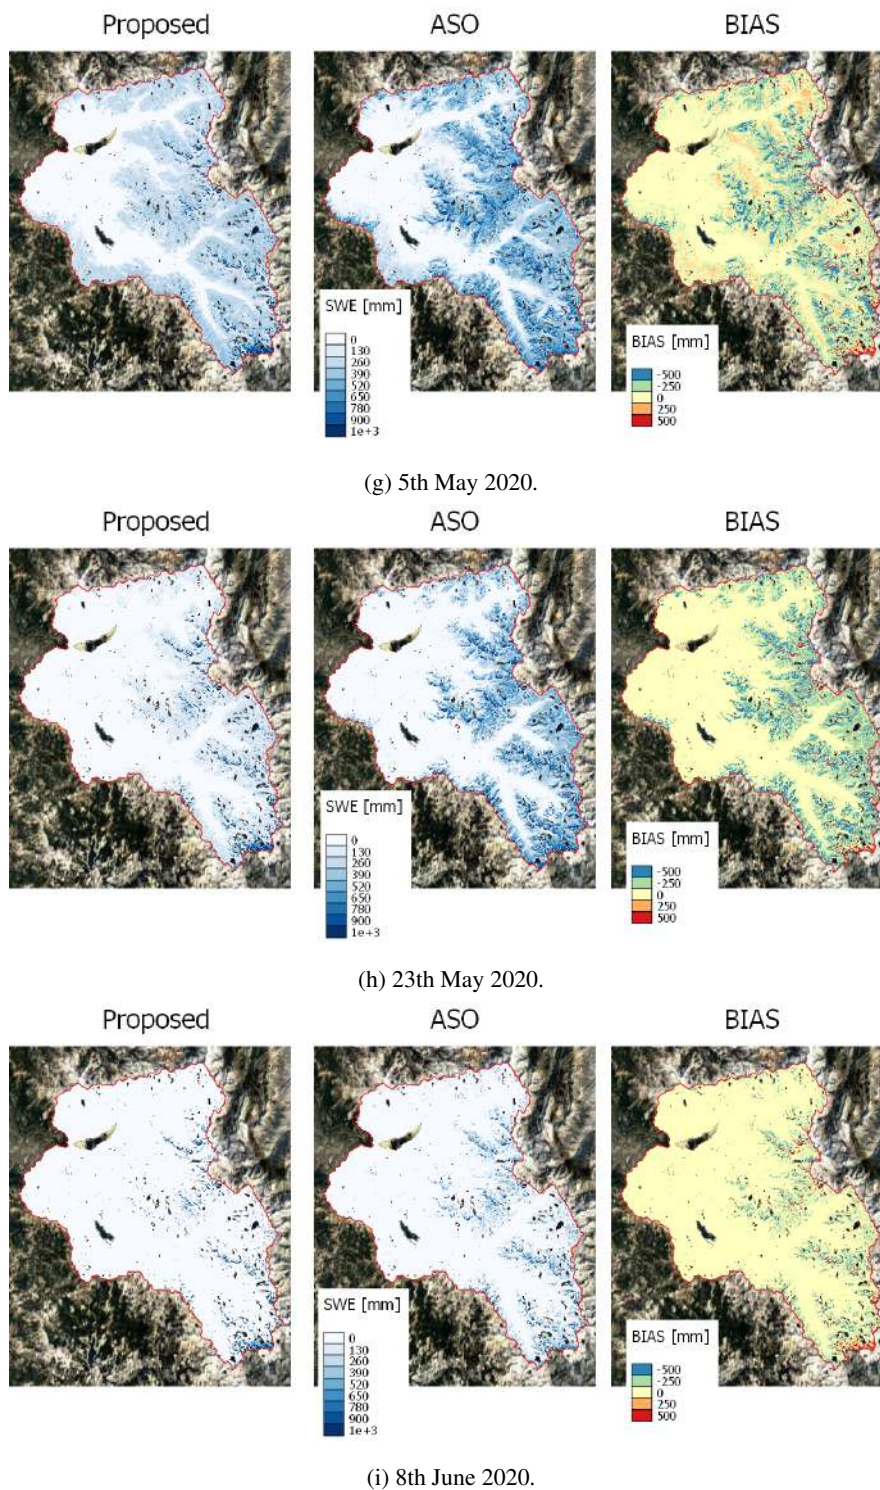 Proposed ASO BIAS
SWE [mm]
0
130
260
390
520
650
780
900
1e+3
BIAS [mm]
-500
-250
0
250
500
(g) 5th May 2020.
Proposed ASO BIAS
SWE [mm]
0
130
260
390
520
650
780
900
1e+3
BIAS [mm]
-500
-250
0
250
500
(h) 23th May 2020.
Proposed ASO BIAS
SWE [mm]
0
130
260
390
520
650
780
900
1e+3
BIAS [mm]
-500
-250
0
250
500
(i) 8th June 2020.